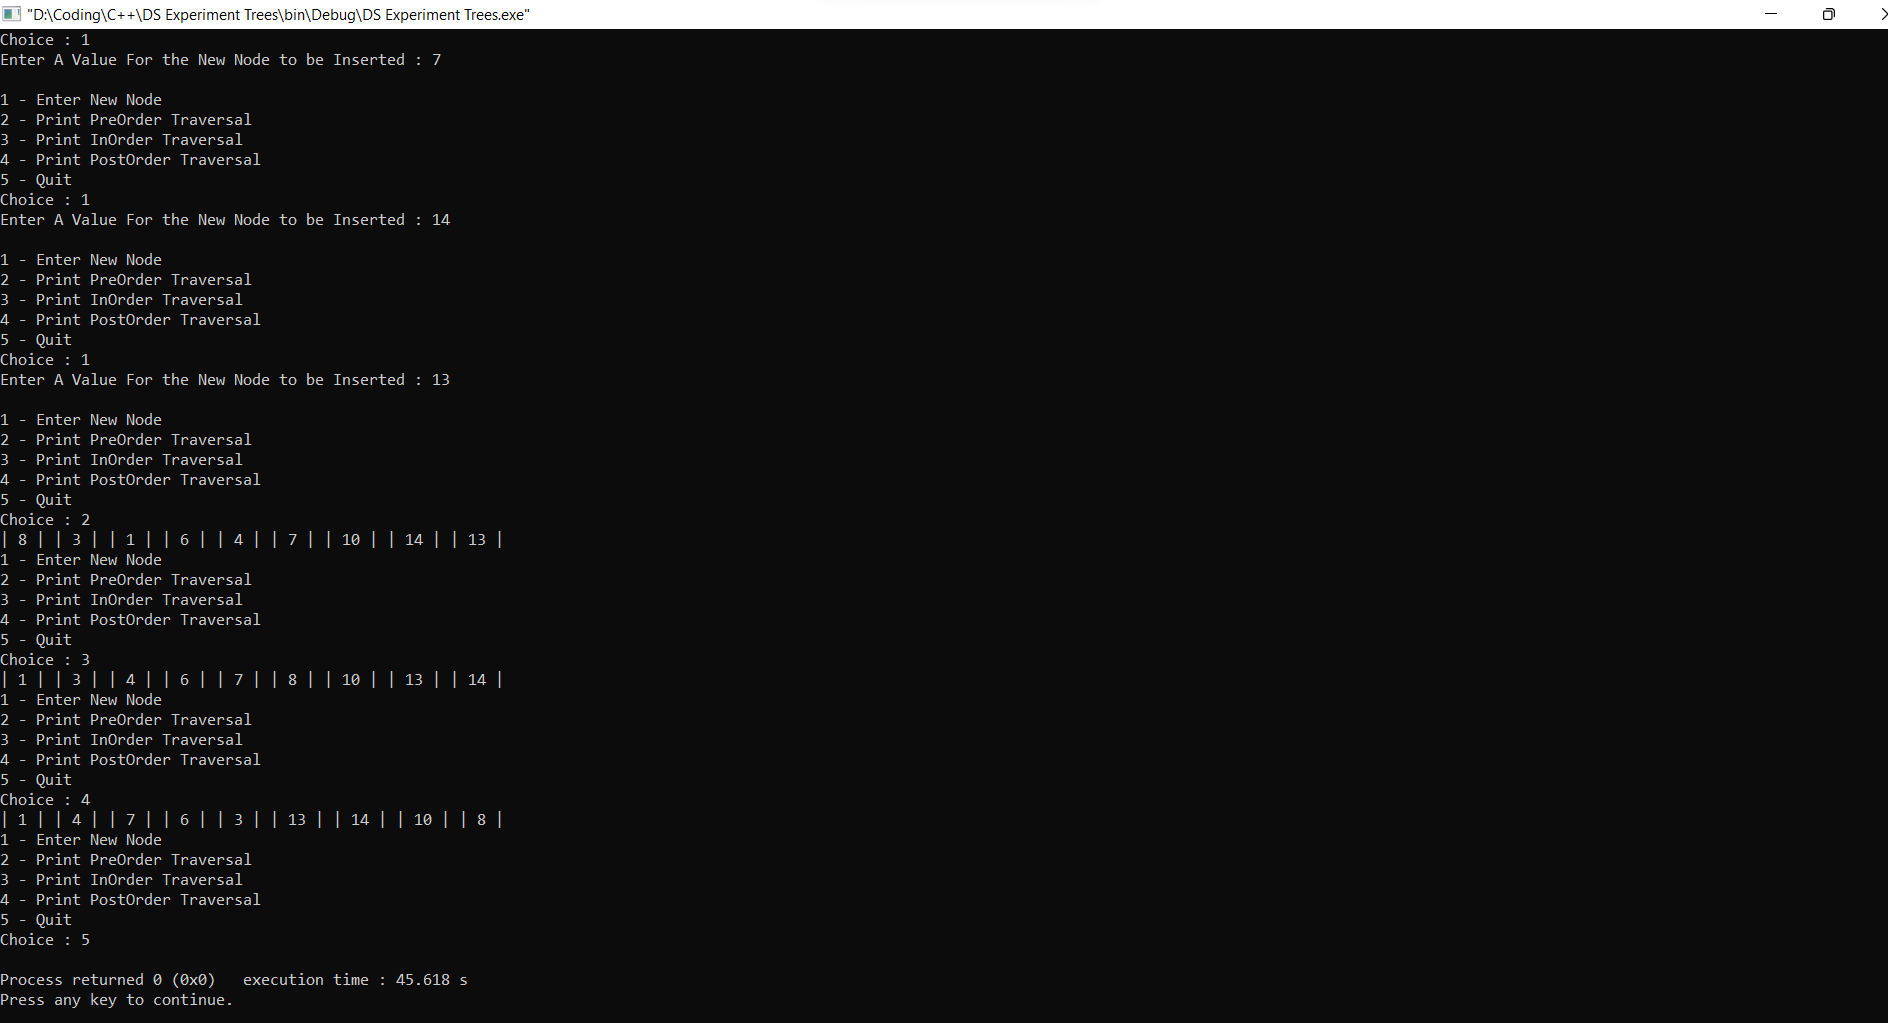 "D:\Coding\C++\DS Experiment Trees\bin\Debug\DS Experiment Trees.exe"
Choice : 1
Enter A Value For the New Node to be Inserted : 7
1 - Enter New Node
2 - Print PreOrder Traversal
3 - Print InOrder Traversal
4 - Print PostOrder Traversal
5 - Quit
Choice : 1
Enter A Value For the New Node to be Inserted : 14
1 - Enter New Node
2 - Print PreOrder Traversal
3 - Print InOrder Traversal
4 - Print PostOrder Traversal
5 - Quit
Choice : 1
Enter A Value For the New Node to be Inserted : 13
1 - Enter New Node
2 - Print PreOrder Traversal
3 - Print InOrder Traversal
4 - Print PostOrder Traversal
5 - Quit
Choice : 2
| 8 | | 3 | | 1 | | 6 | | 4 | | 7 | | 10 | | 14 | | 13 |
1 - Enter New Node
2 - Print PreOrder Traversal
3 - Print InOrder Traversal
4 - Print PostOrder Traversal
5 - Quit
Choice : 3
| 1 | | 3 | | 4 | | 6 | | 7 | | 8 | | 10 | | 13 | | 14 |
1 - Enter New Node
2 - Print PreOrder Traversal
3 - Print InOrder Traversal
4 - Print PostOrder Traversal
5 - Quit
Choice : 4
| 1 | | 4 | | 7 | | 6 | | 3 | | 13 | | 14 | | 10 | | 8 |
1 - Enter New Node
2 - Print PreOrder Traversal
3 - Print InOrder Traversal
4 - Print PostOrder Traversal
5 - Quit
Choice : 5
Process returned 0 (0x0)   execution time : 45.618 s
Press any key to continue.